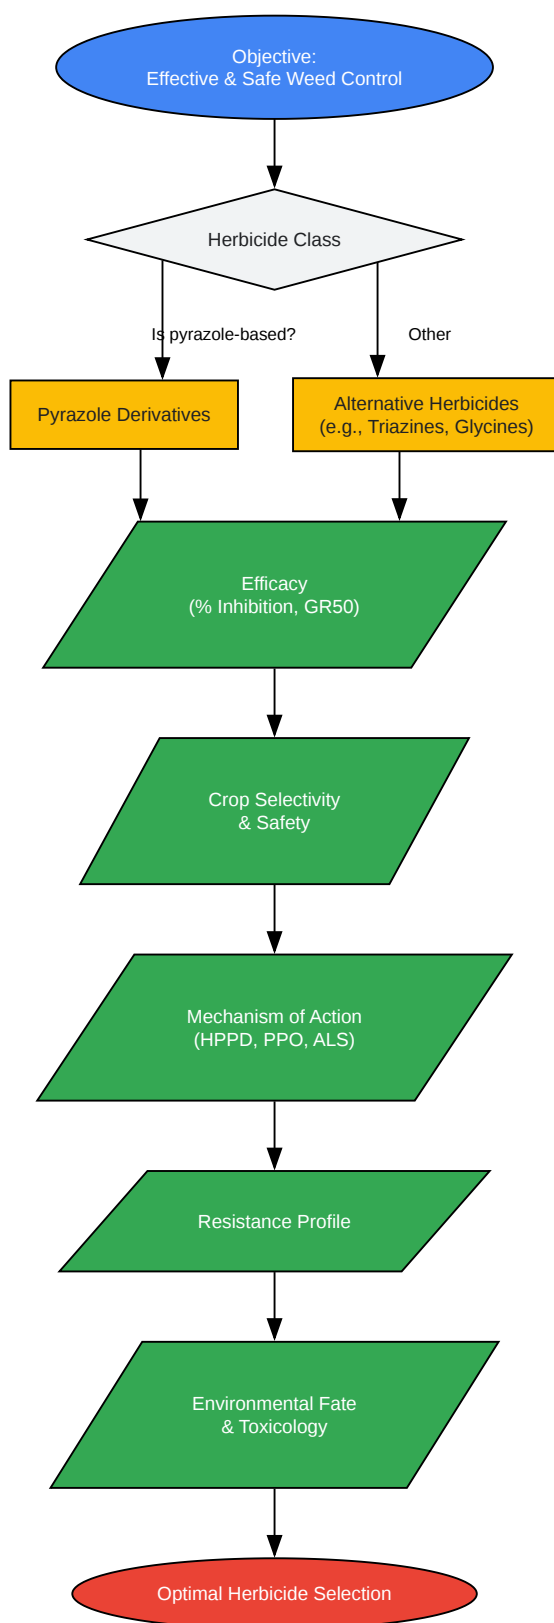 Objective:
Effective & Safe Weed Control
Herbicide Class
Is pyrazole-based?
Other
Pyrazole Derivatives
Alternative Herbicides
(e.g., Triazines, Glycines)
Efficacy
(% Inhibition, GR50)
Crop Selectivity
& Safety
Mechanism of Action
(HPPD, PPO, ALS)
Resistance Profile
Environmental Fate
& Toxicology
Optimal Herbicide Selection